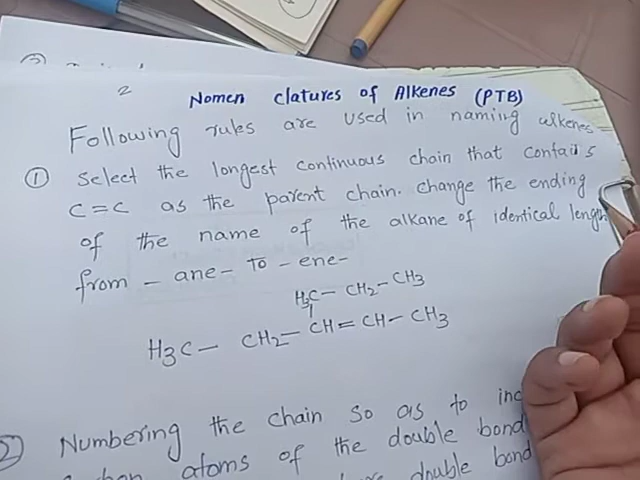 2
Nomen clatures of Alkenes (PTB)
Following rules are used in naming alkenes
① Select the longest continuous chain that contais
C=C as the parent chain. Change the ending
of the name of the alkane of identical
from - ane - To - ene -
H3C - CH2 - CH3
H3C - CH2 - CH = CH - CH3
② Numbering the chain so as to
atoms of the double bond
double bond